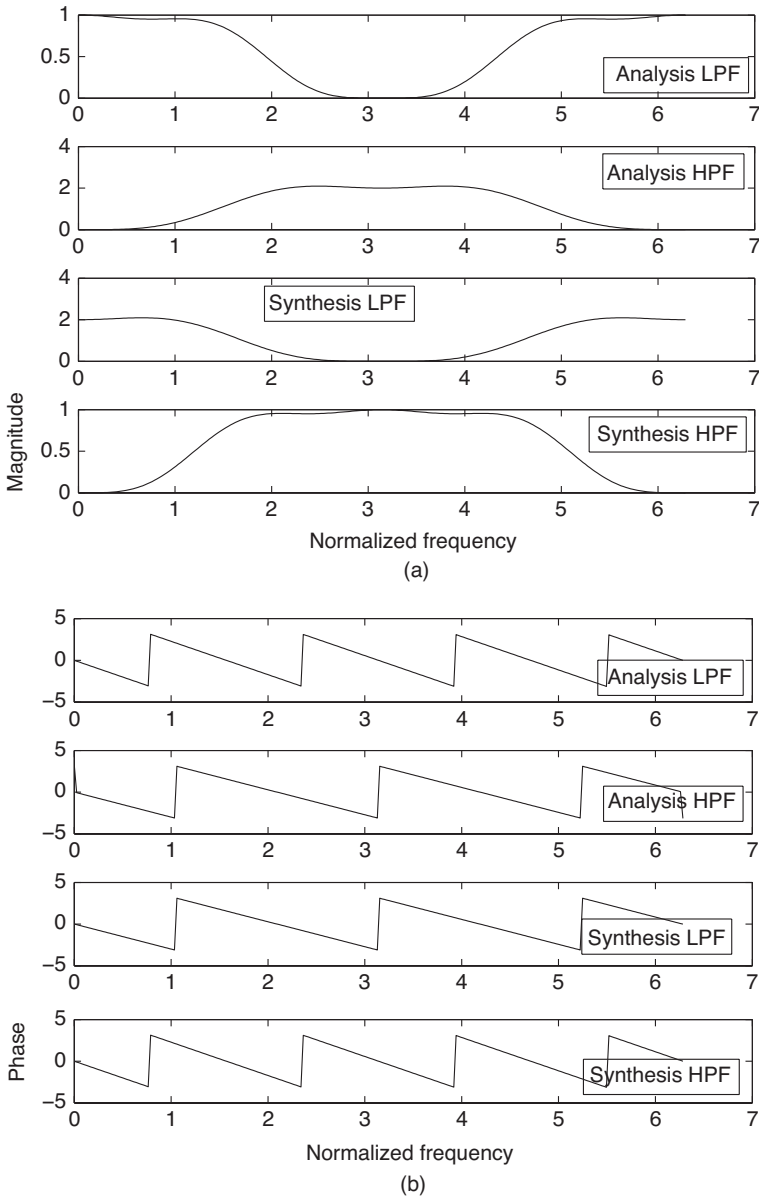 1
0.5
0
0 1 2 3 4 5 6 7
Analysis LPF
4
2
0
0 1 2 3 4 5 6 7
Analysis HPF
4
2
0
0 1 2 3 4 5 6 7
Synthesis LPF
1
0.5
0
0 1 2 3 4 5 6 7
Synthesis HPF
Magnitude
Normalized frequency
(a)
5
0
−5
0 1 2 3 4 5 6 7
Analysis LPF
5
0
−5
0 1 2 3 4 5 6 7
Analysis HPF
5
0
−5
0 1 2 3 4 5 6 7
Synthesis LPF
5
0
−5
0 1 2 3 4 5 6 7
Synthesis HPF
Phase
Normalized frequency
(b)